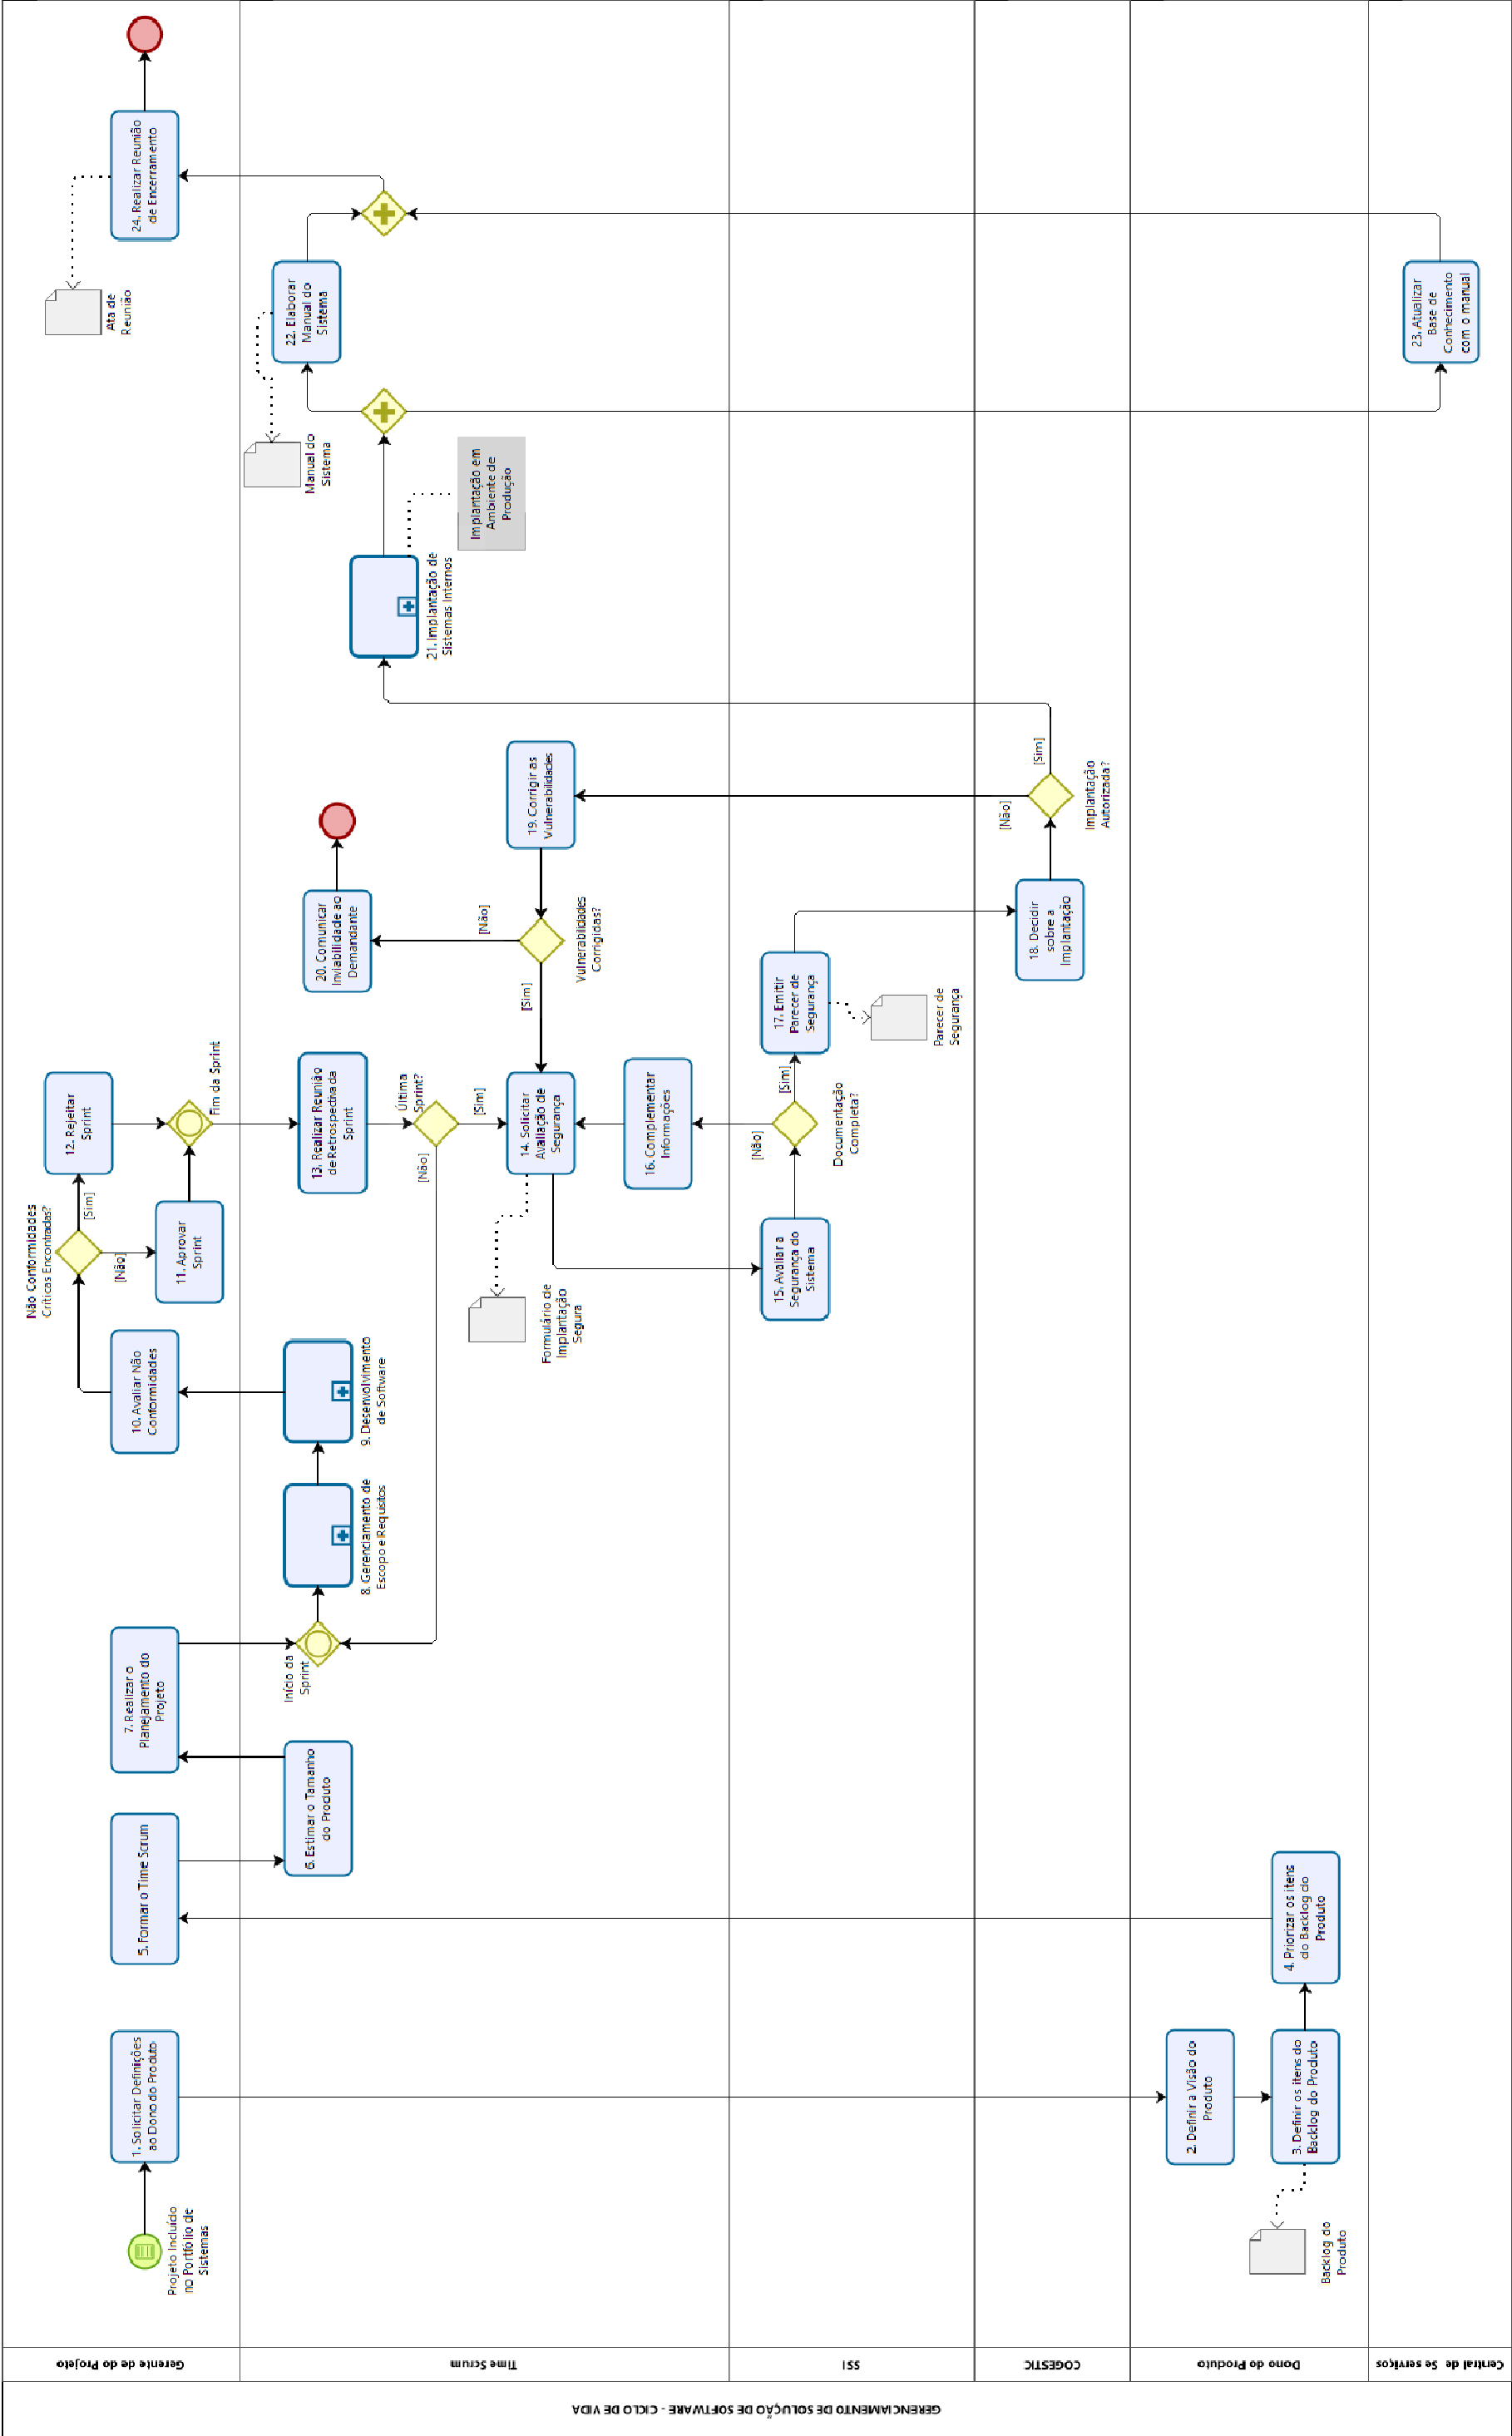 GERENCIAMENTO DE SOLUÇÃO DE SOFTWARE - CICLO DE VIDA
Gerente de do Projeto
Time Scrum
SSI
COGESTIC
Dono do Produto
Central de Se serviços
Projeto Incluído
no Portfólio de
Sistemas
1. Solicitar Definições
ao Dono do Produto
2. Definir a Visão do
Produto
3. Definir os itens do
Backlog do Produto
Backlog do
Produto
4. Priorizar os itens
do Backlog do
Produto
5. Formar o Time Scrum
6. Estimar o Tamanho
do Produto
7. Realizar o
Planejamento do
Projeto
Início da
Sprint
8. Gerenciamento de
Escopo e Requistos
9. Desenvolvimento
de Software
10. Avaliar Não
Conformidades
Não Conformidades
Críticas Encontradas?
[Sim]
[Não]
11. Aprovar
Sprint
12. Rejeitar
Sprint
Fim da Sprint
13. Realizar Reunião
de Retrospectiva da
Sprint
Última
Sprint?
[Não]
[Sim]
14. Solicitar
Avaliação de
Segurança
Formulário de
Implantação
Segura
15. Avaliar a
Segurança do
Sistema
Documentação
Completa?
[Não]
[Sim]
16. Complementar
Informações
17. Emitir
Parecer de
Segurança
Parecer de
Segurança
18. Decidir
sobre a
Implantação
Implantação
Autorizada?
[Não]
[Sim]
19. Corrigir as
Vulnerabilidades
Vulnerabilidades
Corrigidas?
[Sim]
[Não]
20. Comunicar
Inviabilidade ao
Demandante
21. Implantação de
Sistemas Internos
Implantação em
Ambiente de
Produção
22. Elaborar
Manual do
Sistema
Manual do
Sistema
23. Atualizar
Base de
Conhecimento
com o manual
24. Realizar Reunião
de Encerramento
Ata de
Reunião